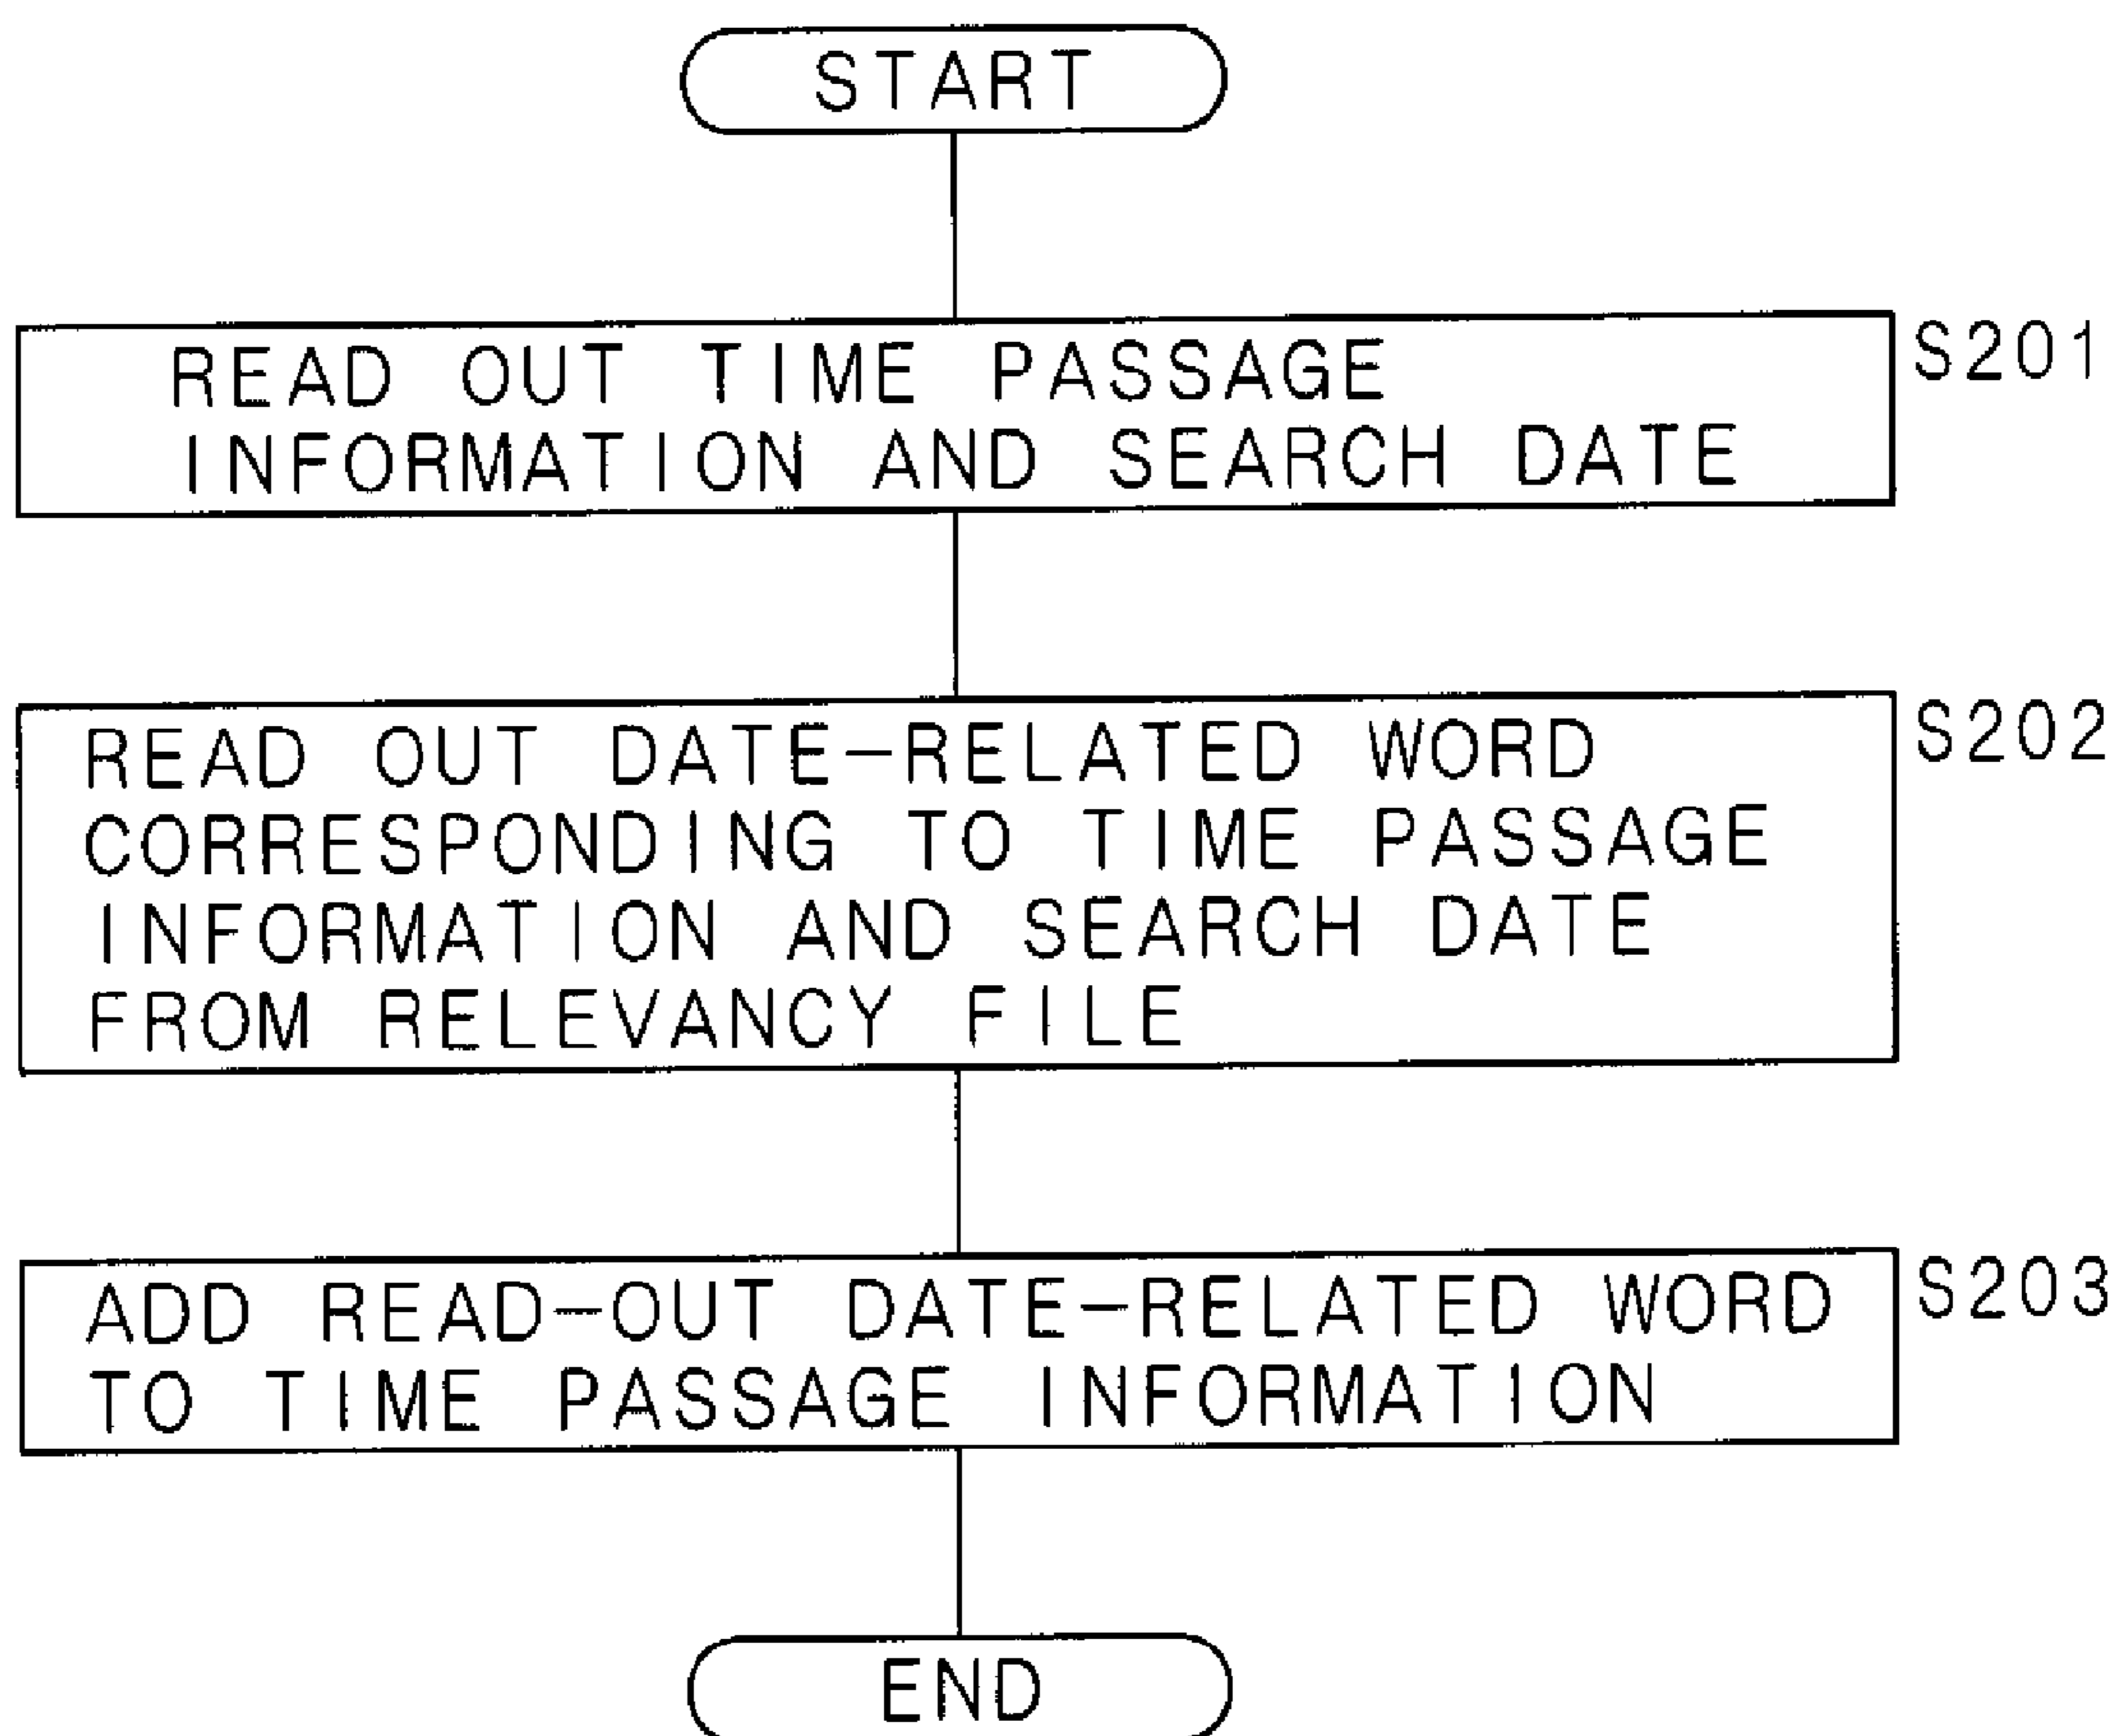 START
READ OUT TIME PASSAGE
INFORMATION AND SEARCH DATE
S201
READ OUT DATE-RELATED WORD
CORRESPONDING TO TIME PASSAGE
INFORMATION AND SEARCH DATE
FROM RELEVANCY FILE
S202
ADD READ-OUT DATE-RELATED WORD
TO TIME PASSAGE INFORMATION
S203
END